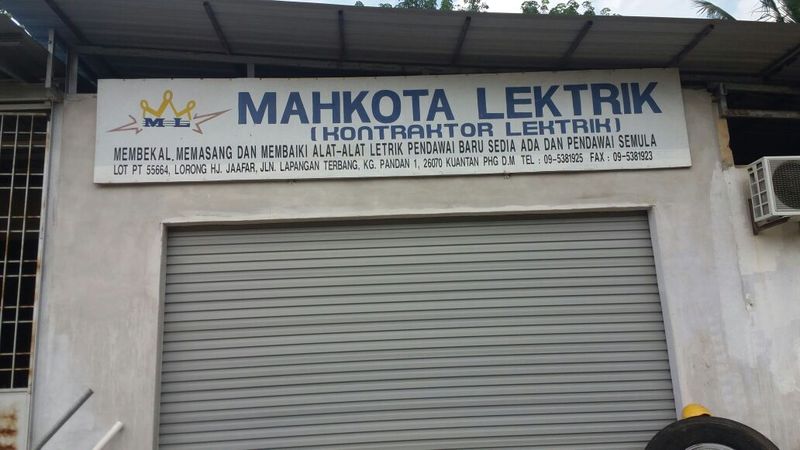 M L
MAHKOTA LEKTRIK
(KONTRAKTOR LEKTRIK)
MEMBEKAL, MEMASANG DAN MEMBAIKI ALAT-ALAT LETRIK PENDAWAI BARU SEDIA ADA DAN PENDAWAI SEMULA
LOT PT 55664, LORONG HJ. JAAFAR, JLN. LAPANGAN TERBANG, KG. PANDAN 1, 26070 KUANTAN PHG D.M TEL : 09-5381925 FAX : 09-5381923